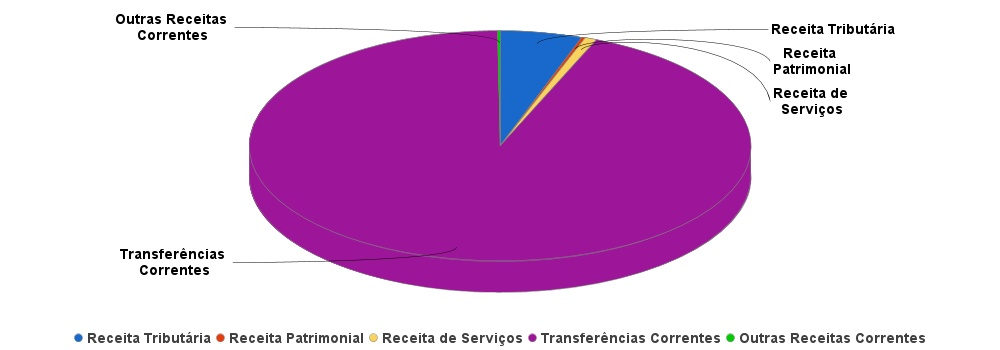 Outras Receitas
Correntes
Receita Tributária
Receita
Patrimonial
Receita de
Serviços
Transferências
Correntes
Receita Tributária Receita Patrimonial Receita de Serviços Transferências Correntes Outras Receitas Correntes